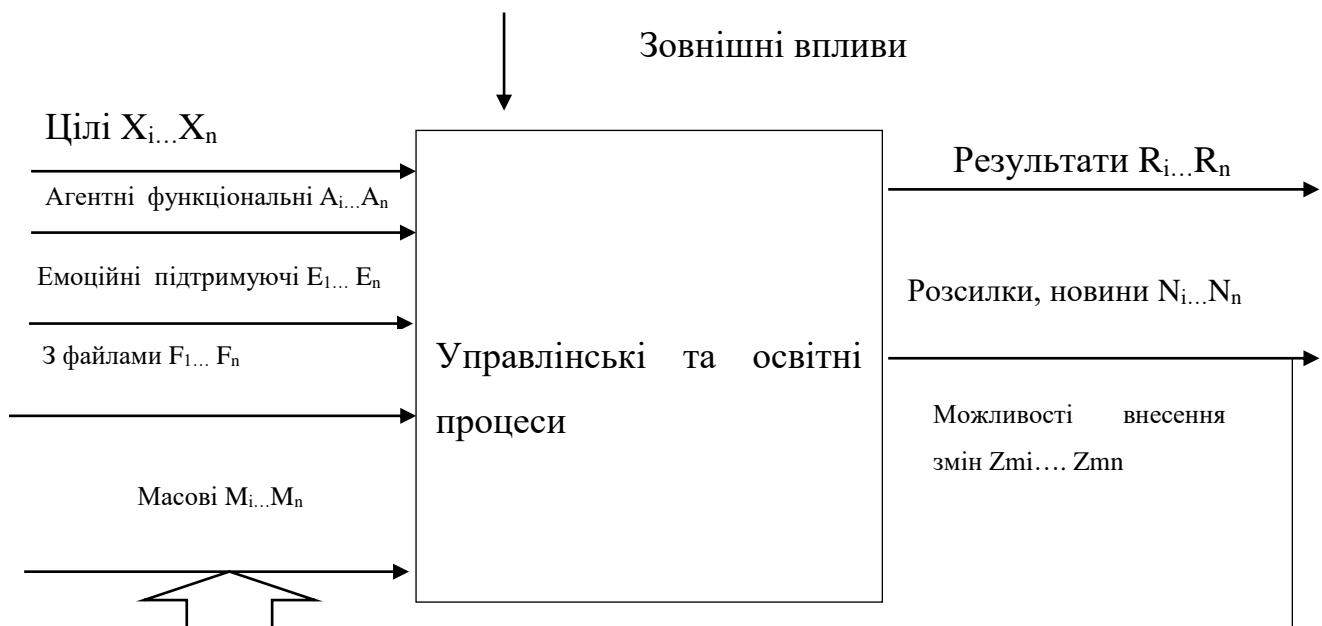 Зовнішні впливи
Цілі Xi…Xn
Агентні функціональні Ai…An
Емоційні підтримуючі E1… En
З файлами F1… Fn
Масові Mi…Mn
Управлінські та освітні
процеси
Результати Ri…Rn
Розсилки, новини Ni…Nn
Можливості внесення
змін Zmi…. Zmn